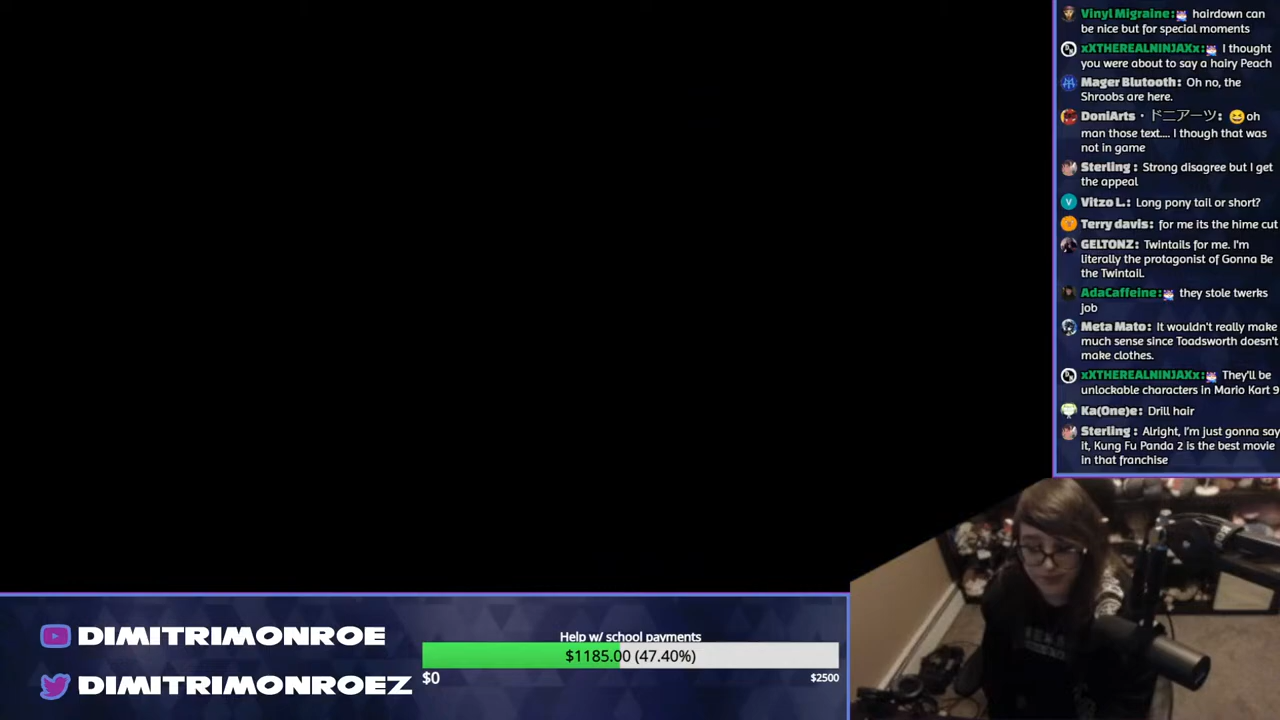 Vinyl Migraine: hairdown can
be nice but for special moments
xXTHEREALNINJAXx: I thought
you were about to say a hairy Peach
Mager Blutooth: Oh no, the
Shroobs are here.
DoniArts・ドニアーツ: 😆oh
man those text.... I though that was
not in game
Sterling : Strong disagree but I get
the appeal
V Vitzo L.: Long pony tail or short?
Terry davis: for me its the hime cut
GELTONZ: Twintails for me. I'm
literally the protagonist of Gonna Be
the Twintail.
AdaCaffeine: they stole twerks
job
Meta Mato: It wouldn't really make
much sense since Toadsworth doesn't
make clothes.
xXTHEREALNINJAXx: They'll be
unlockable characters in Mario Kart 9
Ka(One)e: Drill hair
Sterling : Alright, I'm just gonna say
it, Kung Fu Panda 2 is the best movie
in that franchise
DIMITRIMONROE
DIMITRIMONROEZ
Help w/ school payments
$1185.00 (47.40%)
$0
$2500